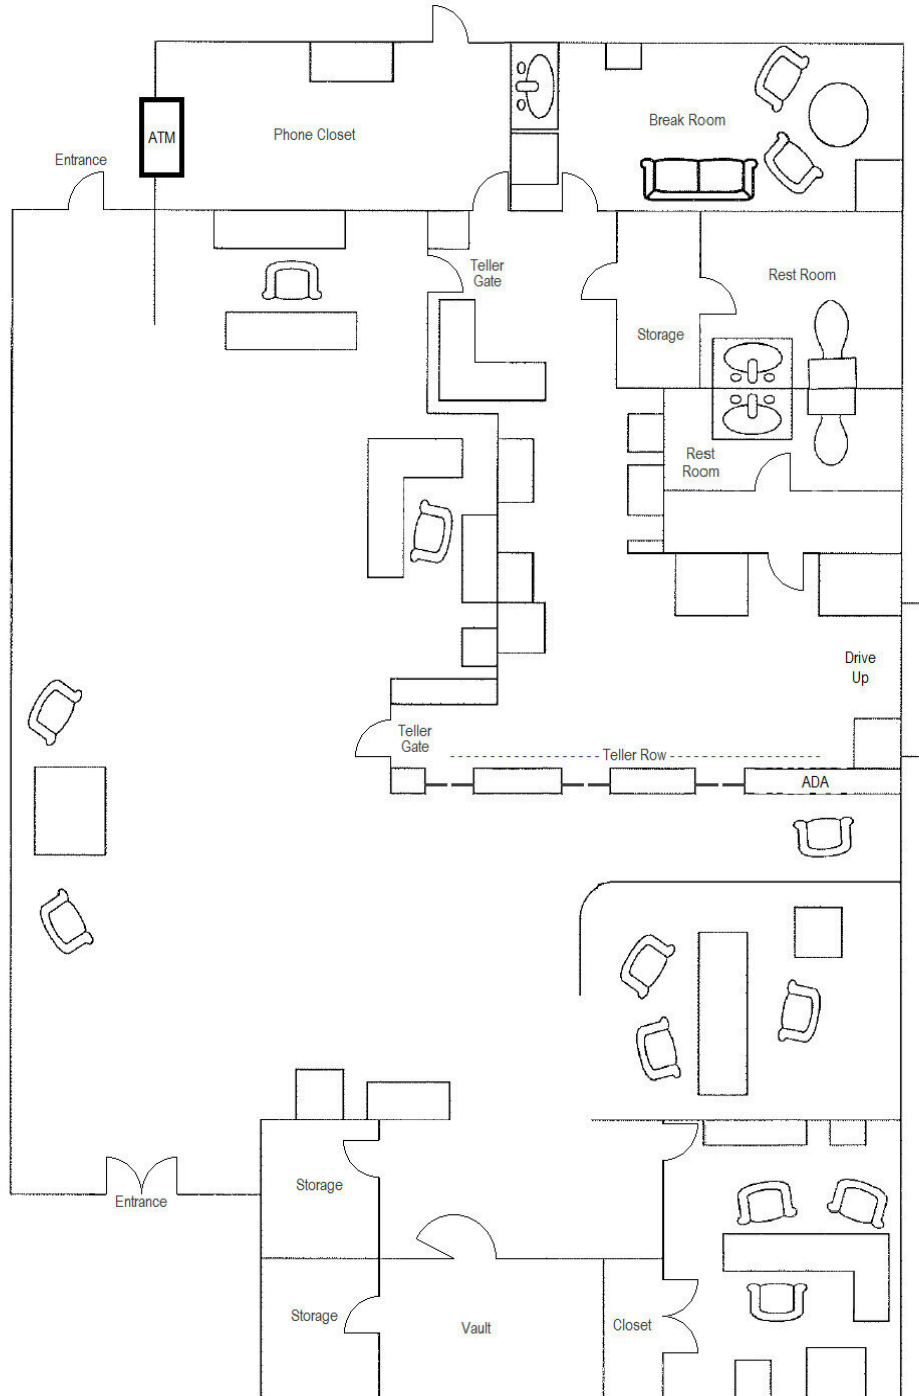 ATM
Phone Closet
Break Room
Entrance
Teller
Gate
Rest Room
Storage
Rest
Room
Drive
Up
Teller
Gate
Teller Row
ADA
Storage
Entrance
Storage
Vault
Closet